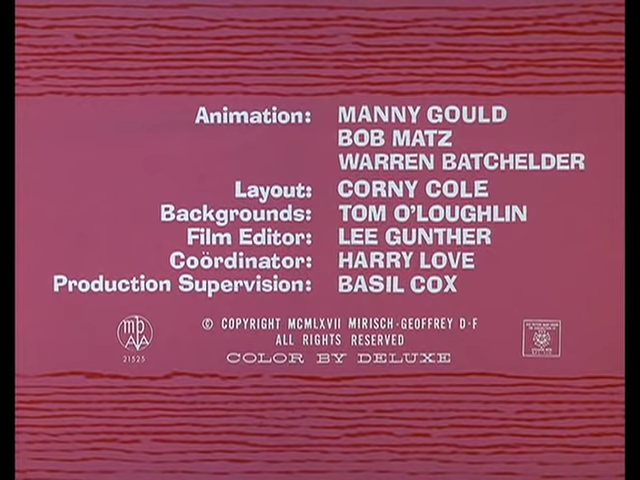 Animation: MANNY GOULD
BOB MATZ
WARREN BATCHELDER
Layout: CORNY COLE
Backgrounds: TOM O'LOUGHLIN
Film Editor: LEE GUNTHER
Coördinator: HARRY LOVE
Production Supervision: BASIL COX
© COPYRIGHT MCMLXVII MIRISCH-GEOFFREY D-F
ALL RIGHTS RESERVED
COLOR BY DELUXE
21525